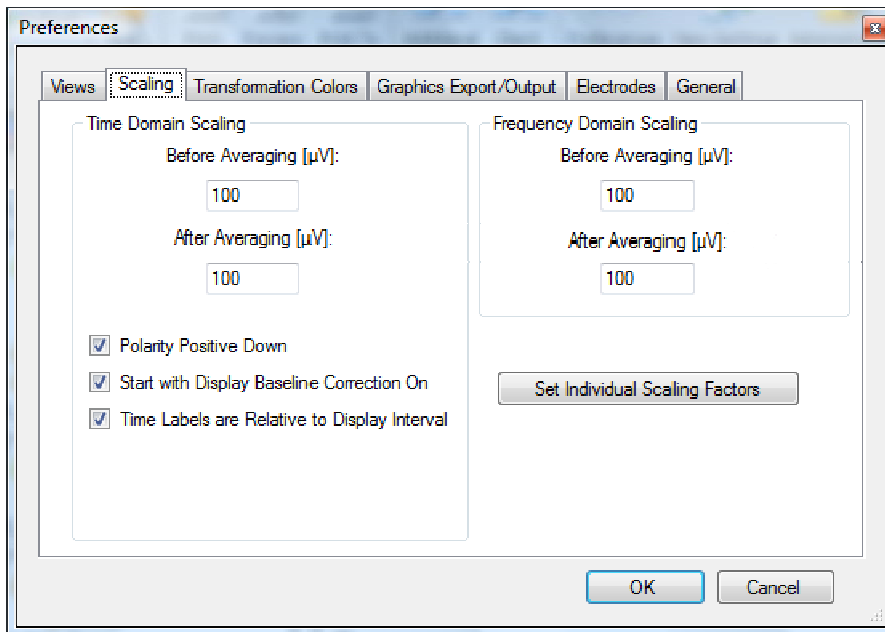 Preferences
Views Scaling Transformation Colors Graphics Export/Output Electrodes General
Time Domain Scaling
Before Averaging [µV]:
100
After Averaging [µV]:
100
Polarity Positive Down
Start with Display Baseline Correction On
Time Labels are Relative to Display Interval
Frequency Domain Scaling
Before Averaging [µV]:
100
After Averaging [µV]:
100
Set Individual Scaling Factors
OK Cancel